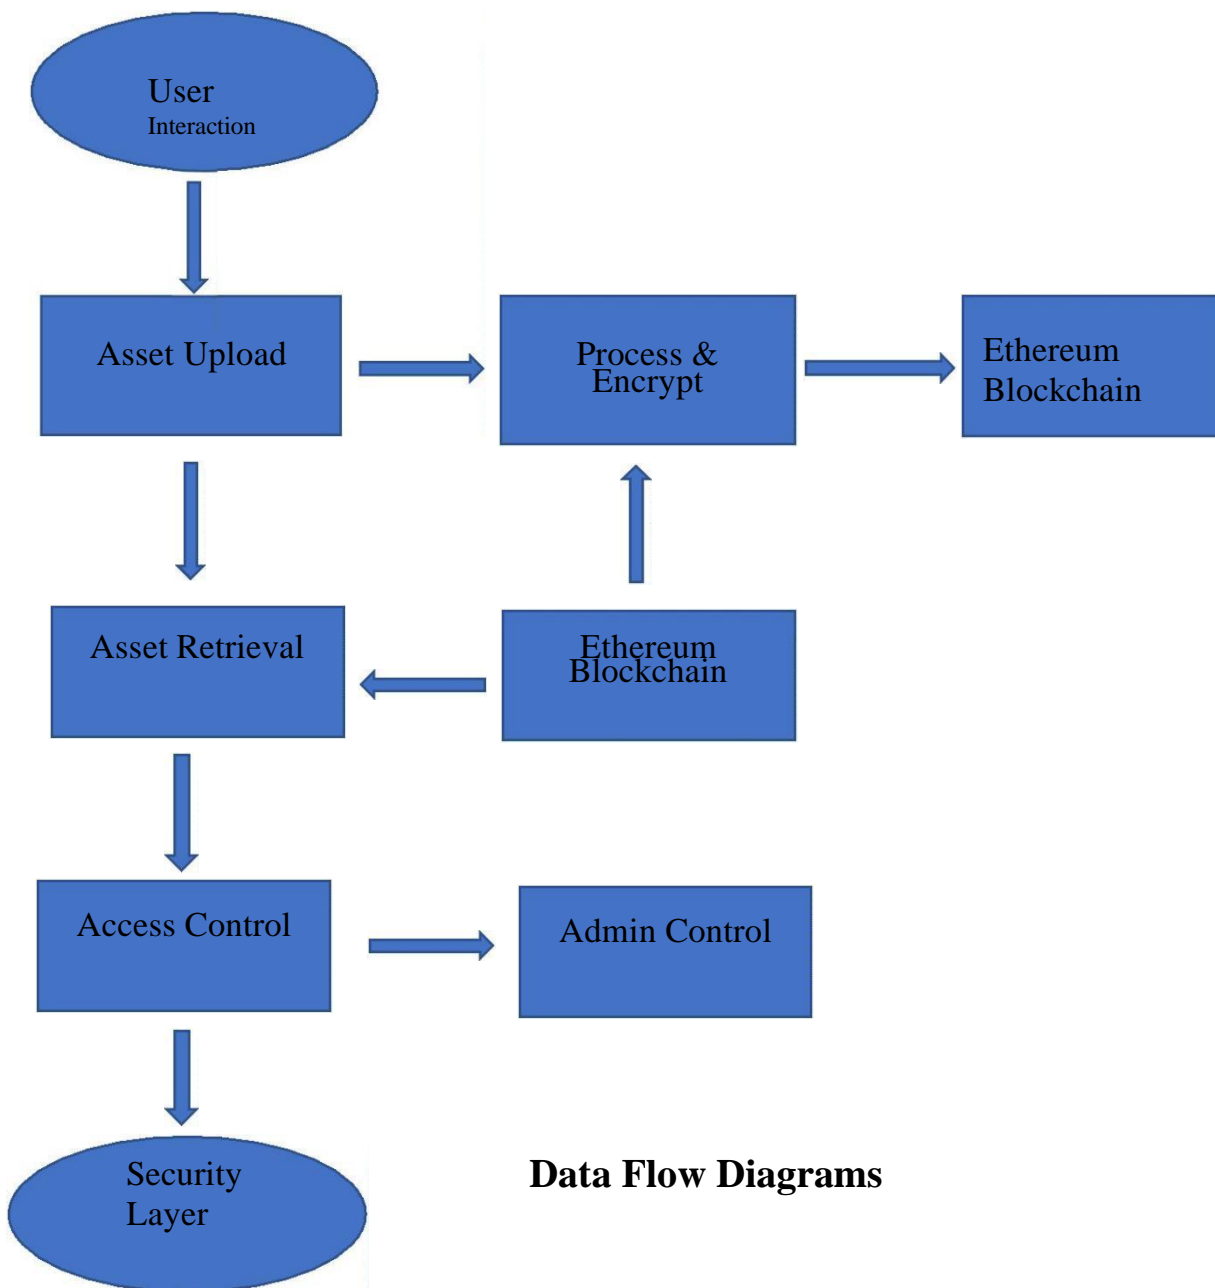 User
Interaction
Asset Upload
Process &
Encrypt
Ethereum
Blockchain
Asset Retrieval
Ethereum
Blockchain
Access Control
Admin Control
Security
Layer
Data Flow Diagrams